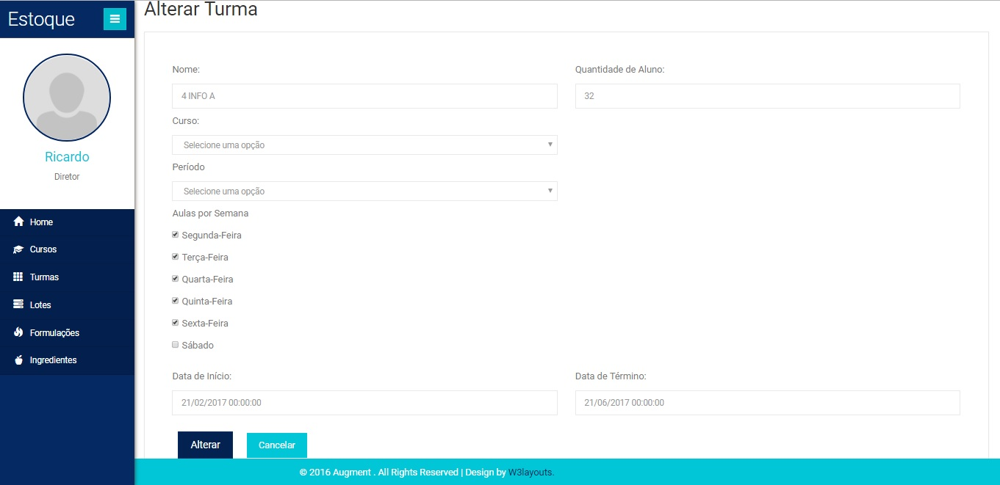 Estoque
Ricardo
Diretor
Home
Cursos
Turmas
Lotes
Formulações
Ingredientes
Alterar Turma
Nome:
Quantidade de Aluno:
4 INFO A
32
Curso:
Selecione uma opção
Período
Selecione uma opção
Aulas por Semana
Segunda-Feira
Terça-Feira
Quarta-Feira
Quinta-Feira
Sexta-Feira
Sábado
Data de Início:
Data de Término:
21/02/2017 00:00:00
21/06/2017 00:00:00
Alterar
Cancelar
© 2016 Augment . All Rights Reserved | Design by W3layouts.